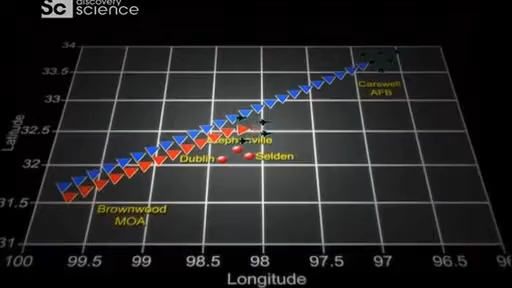 Sc discovery
science
34
33.5
33
32.5
32
31.5
31
Latitude
Carswell
AFB
Dublin
Selden
Brownwood
MOA
100 99.5 99 98.5 98 97.5 97 96.5 96
Longitude